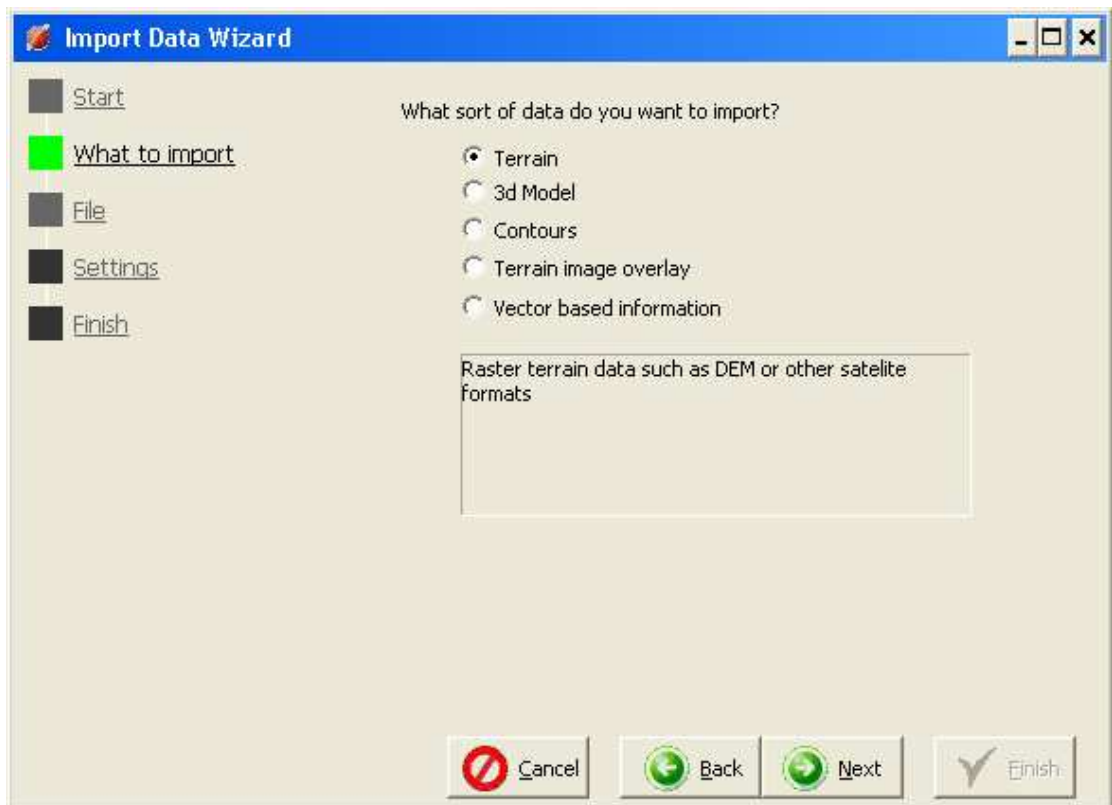 Import Data Wizard
Start
What to import
File
Settings
Finish
What sort of data do you want to import?
Terrain
3d Model
Contours
Terrain image overlay
Vector based information
Raster terrain data such as DEM or other satelite
formats
Cancel
Back
Next
Finish